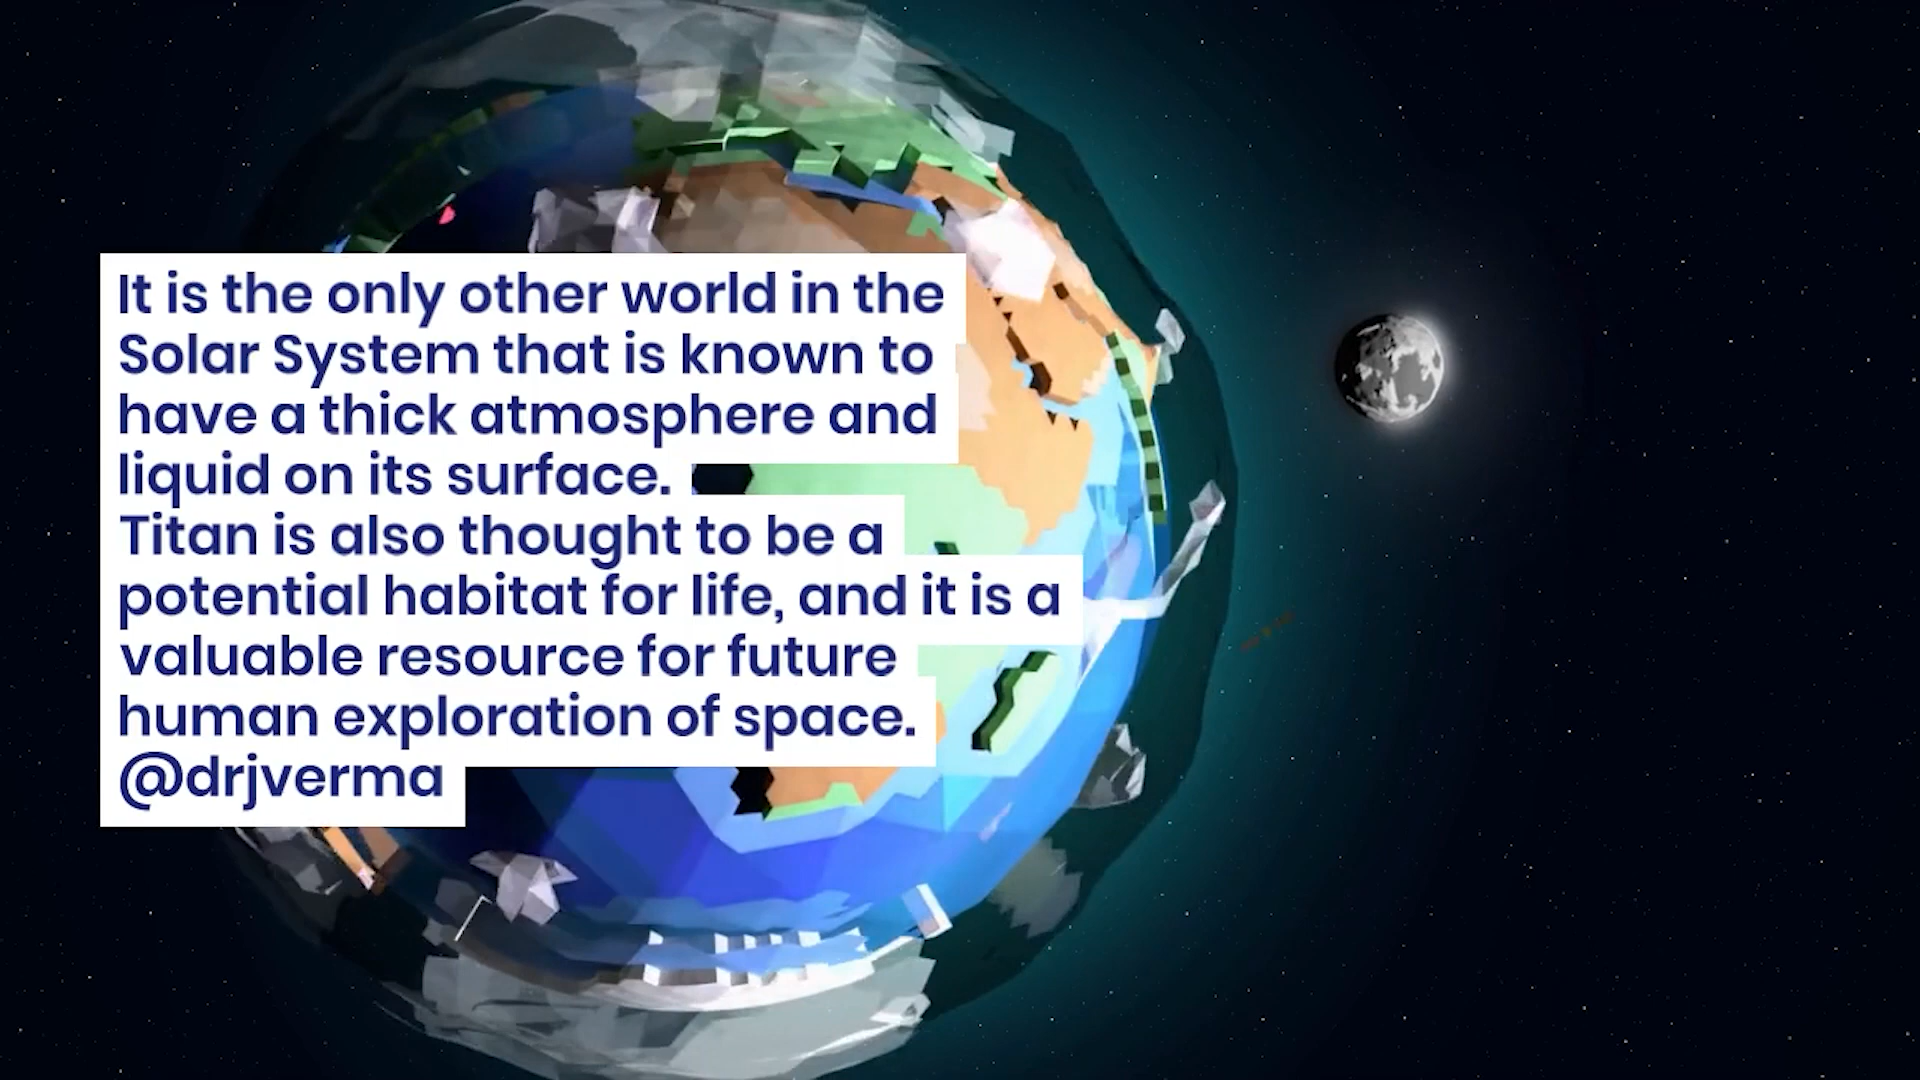 It is the only other world in the
Solar System that is known to
have a thick atmosphere and
liquid on its surface.
Titan is also thought to be a
potential habitat for life, and it is a
valuable resource for future
human exploration of space.
@drjverma